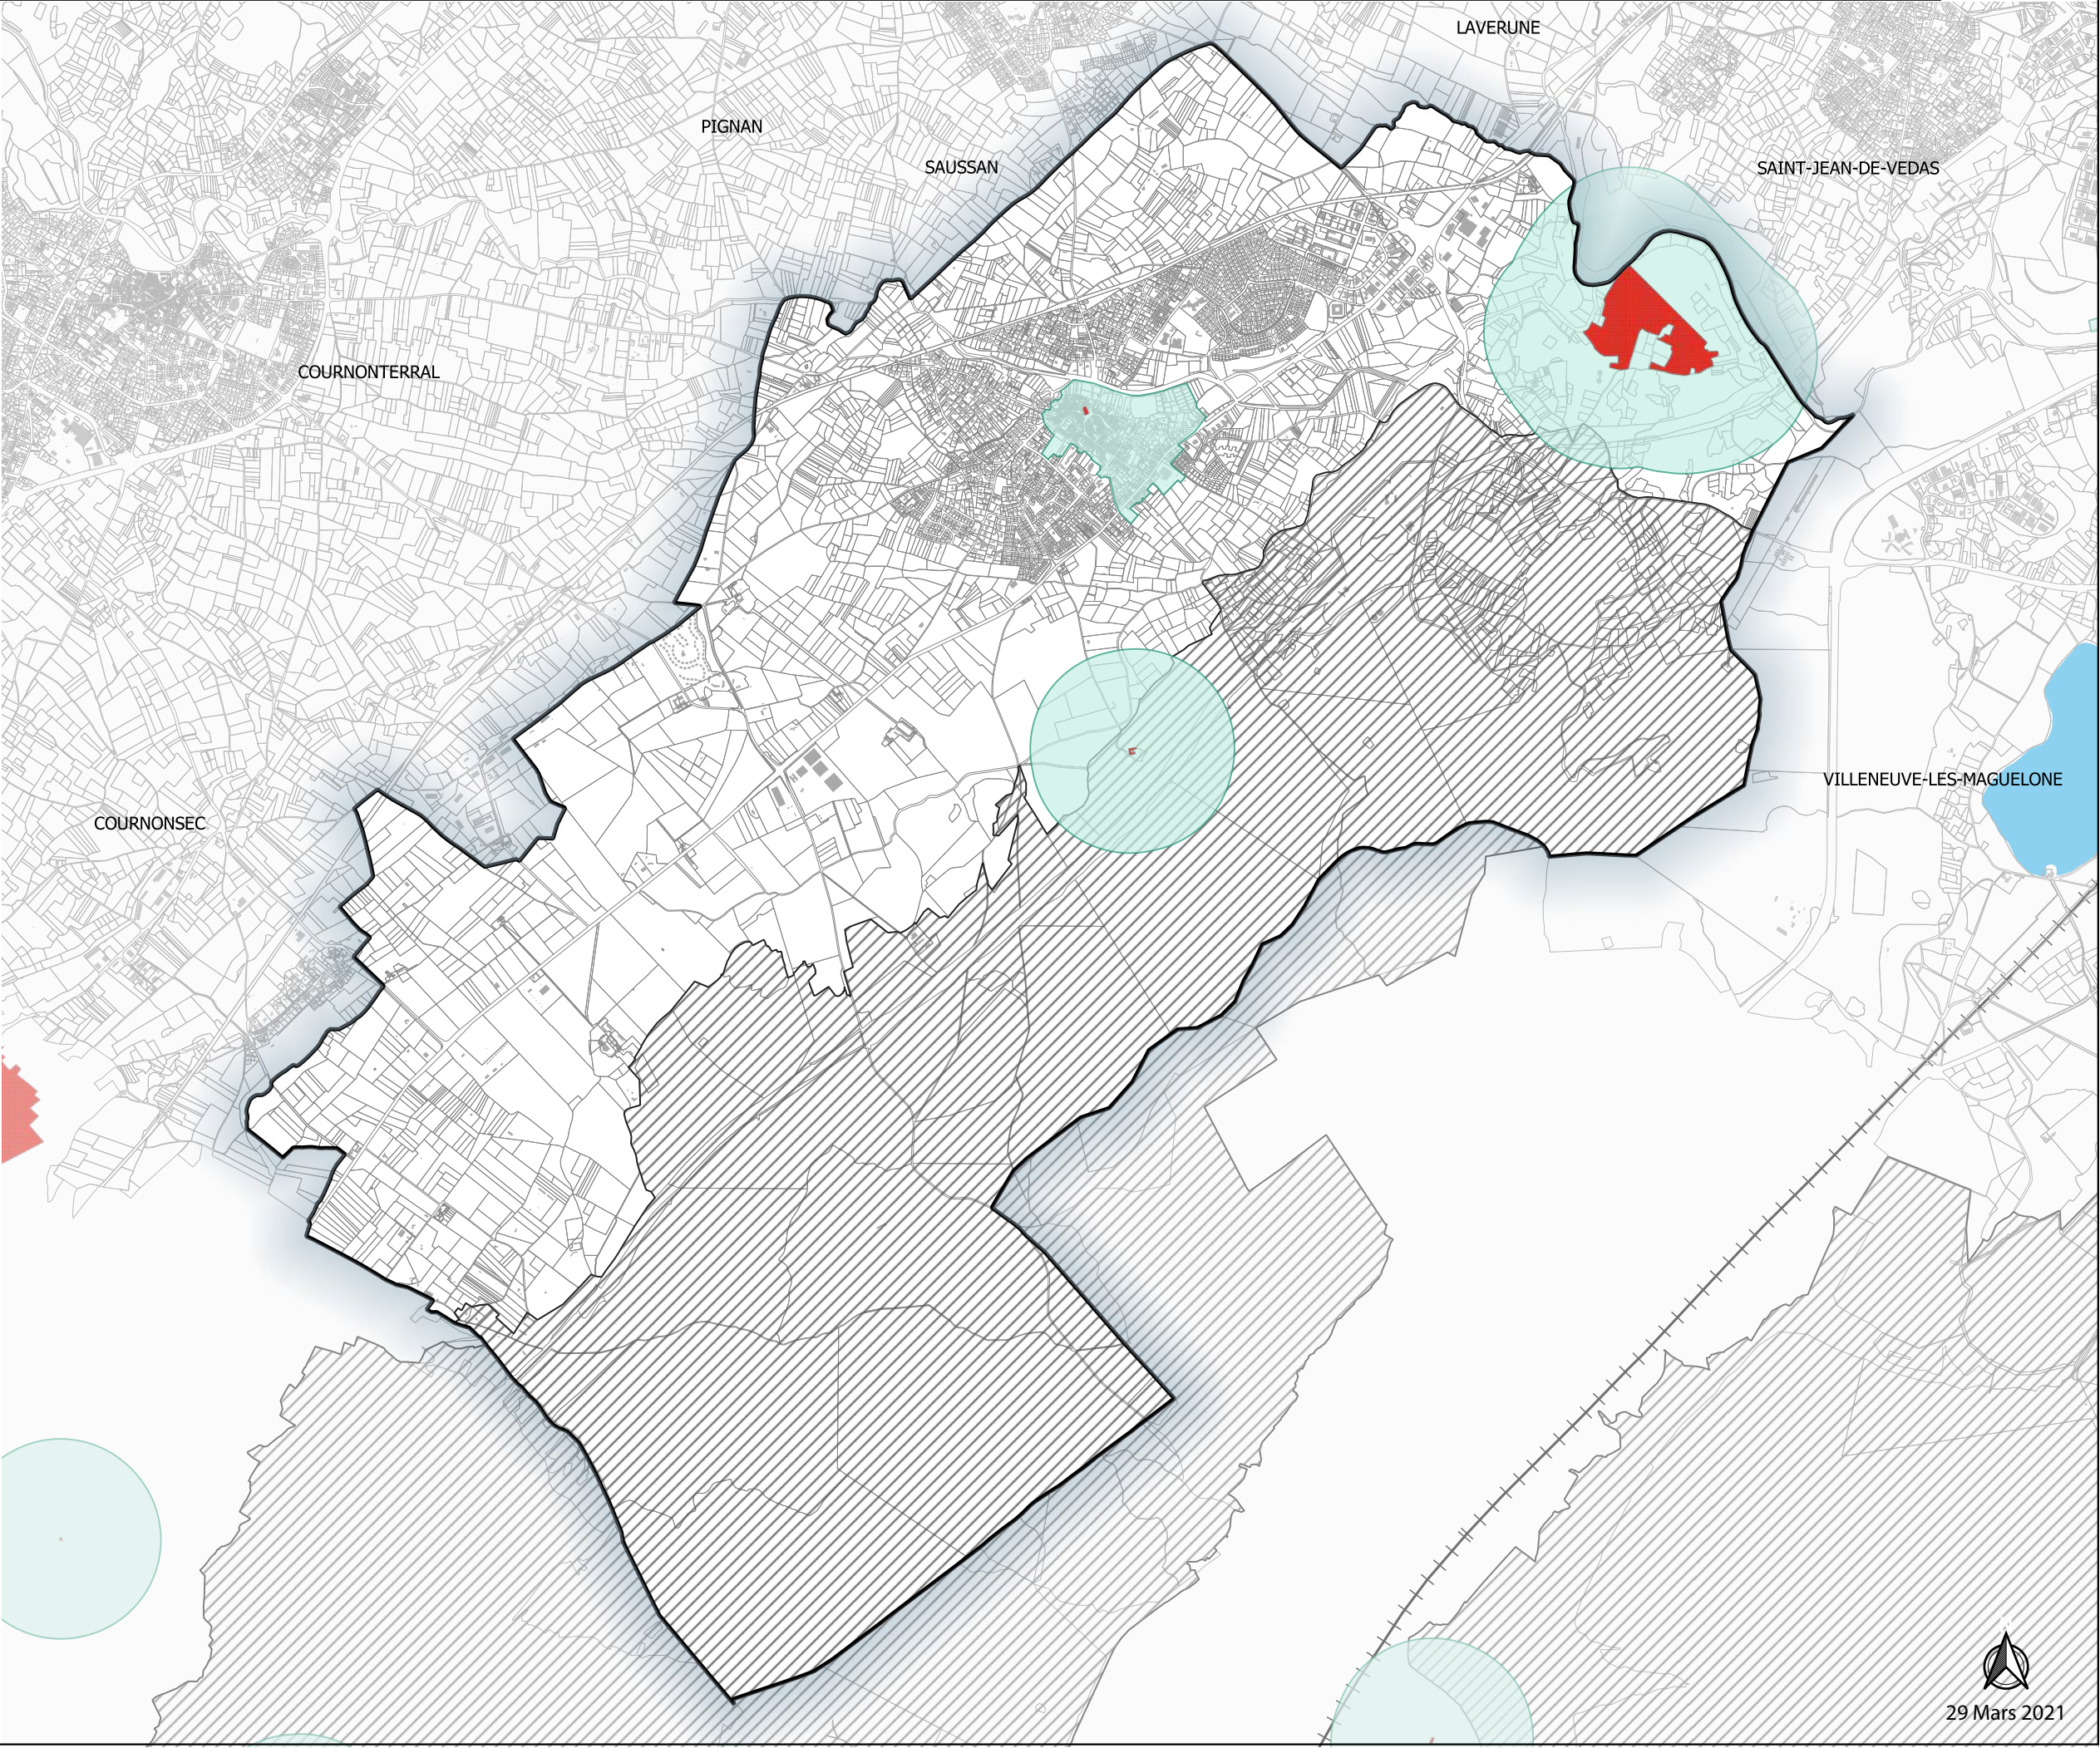 LAVERUNE
PIGNAN
SAUSSAN
SAINT-JEAN-DE-VEDAS
COURNONTERRAL
VILLENEUVE-LES-MAGUELONE
COURNONSEC
29 Mars 2021